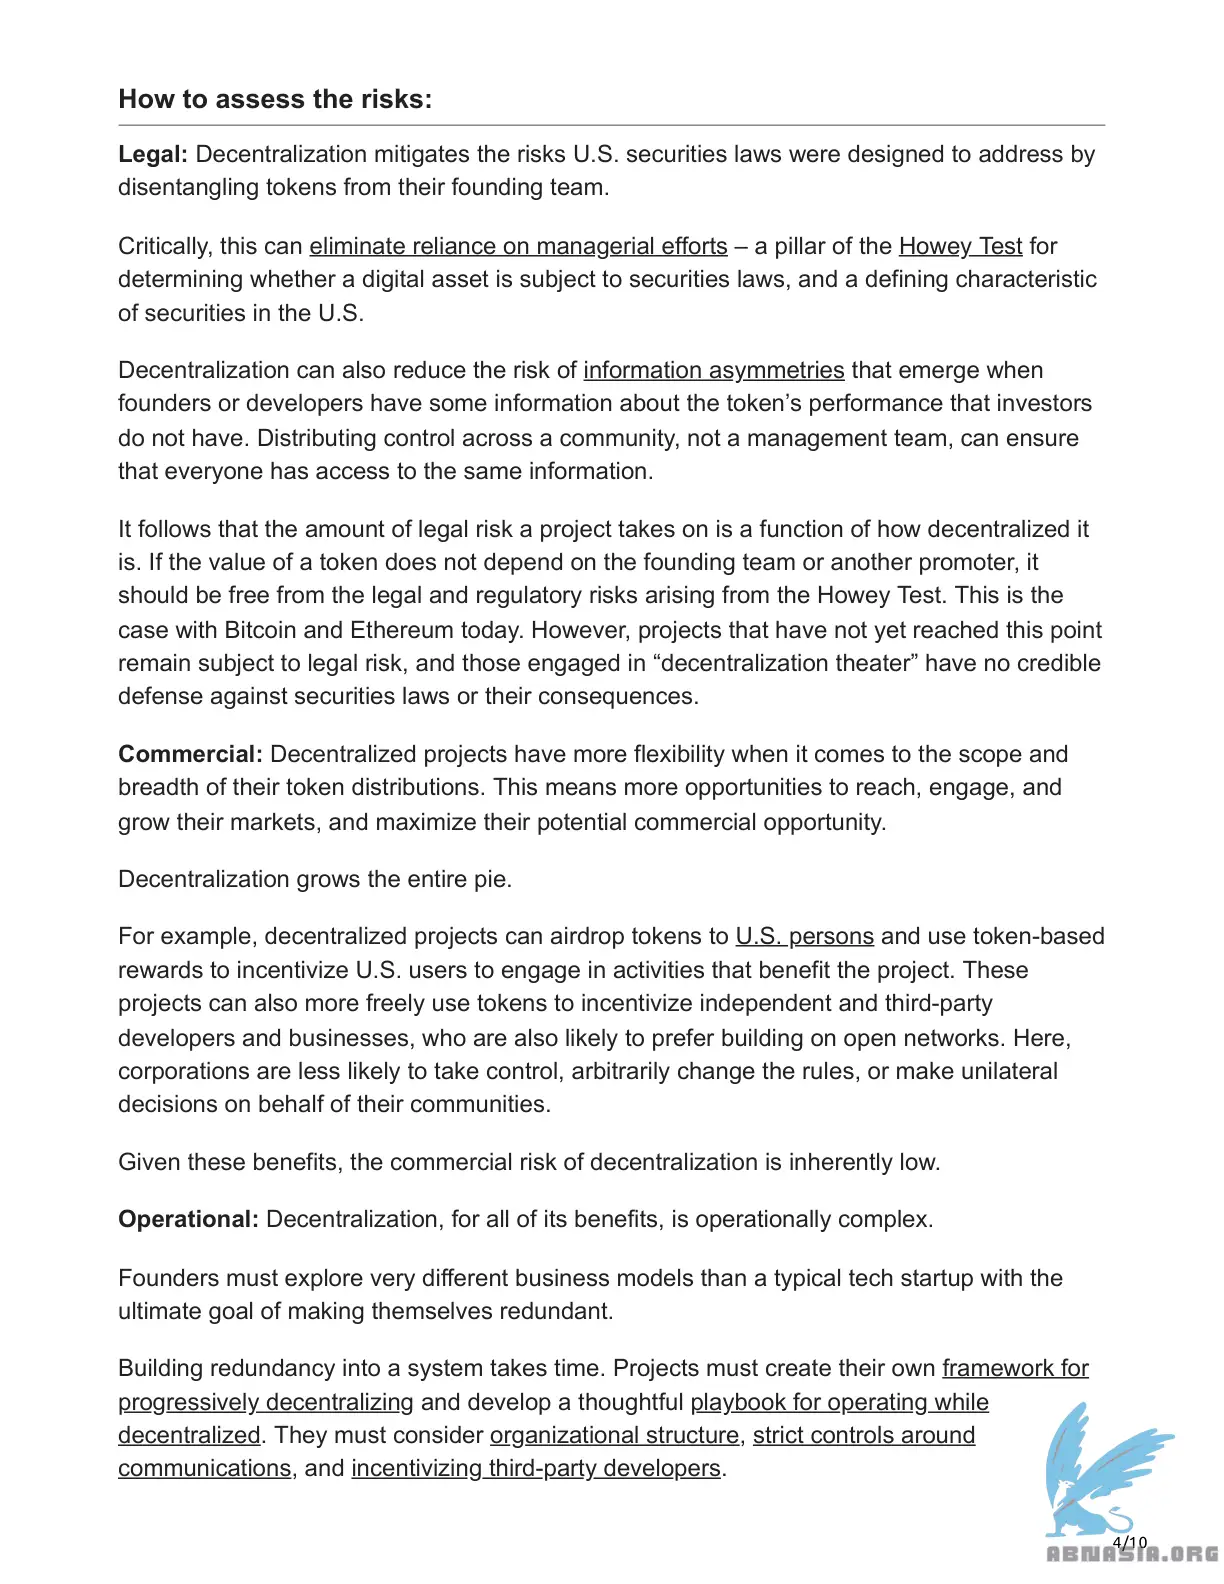 How to assess the risks:
Legal: Decentralization mitigates the risks U.S. securities laws were designed to address by
disentangling tokens from their founding team.
Critically, this can eliminate reliance on managerial efforts – a pillar of the Howey Test for
determining whether a digital asset is subject to securities laws, and a defining characteristic
of securities in the U.S.
Decentralization can also reduce the risk of information asymmetries that emerge when
founders or developers have some information about the token’s performance that investors
do not have. Distributing control across a community, not a management team, can ensure
that everyone has access to the same information.
It follows that the amount of legal risk a project takes on is a function of how decentralized it
is. If the value of a token does not depend on the founding team or another promoter, it
should be free from the legal and regulatory risks arising from the Howey Test. This is the
case with Bitcoin and Ethereum today. However, projects that have not yet reached this point
remain subject to legal risk, and those engaged in “decentralization theater” have no credible
defense against securities laws or their consequences.
Commercial: Decentralized projects have more flexibility when it comes to the scope and
breadth of their token distributions. This means more opportunities to reach, engage, and
grow their markets, and maximize their potential commercial opportunity.
Decentralization grows the entire pie.
For example, decentralized projects can airdrop tokens to U.S. persons and use token-based
rewards to incentivize U.S. users to engage in activities that benefit the project. These
projects can also more freely use tokens to incentivize independent and third-party
developers and businesses, who are also likely to prefer building on open networks. Here,
corporations are less likely to take control, arbitrarily change the rules, or make unilateral
decisions on behalf of their communities.
Given these benefits, the commercial risk of decentralization is inherently low.
Operational: Decentralization, for all of its benefits, is operationally complex.
Founders must explore very different business models than a typical tech startup with the
ultimate goal of making themselves redundant.
Building redundancy into a system takes time. Projects must create their own framework for
progressively decentralizing and develop a thoughtful playbook for operating while
decentralized. They must consider organizational structure, strict controls around
communications, and incentivizing third-party developers.
4/10
ABNASIA.ORG